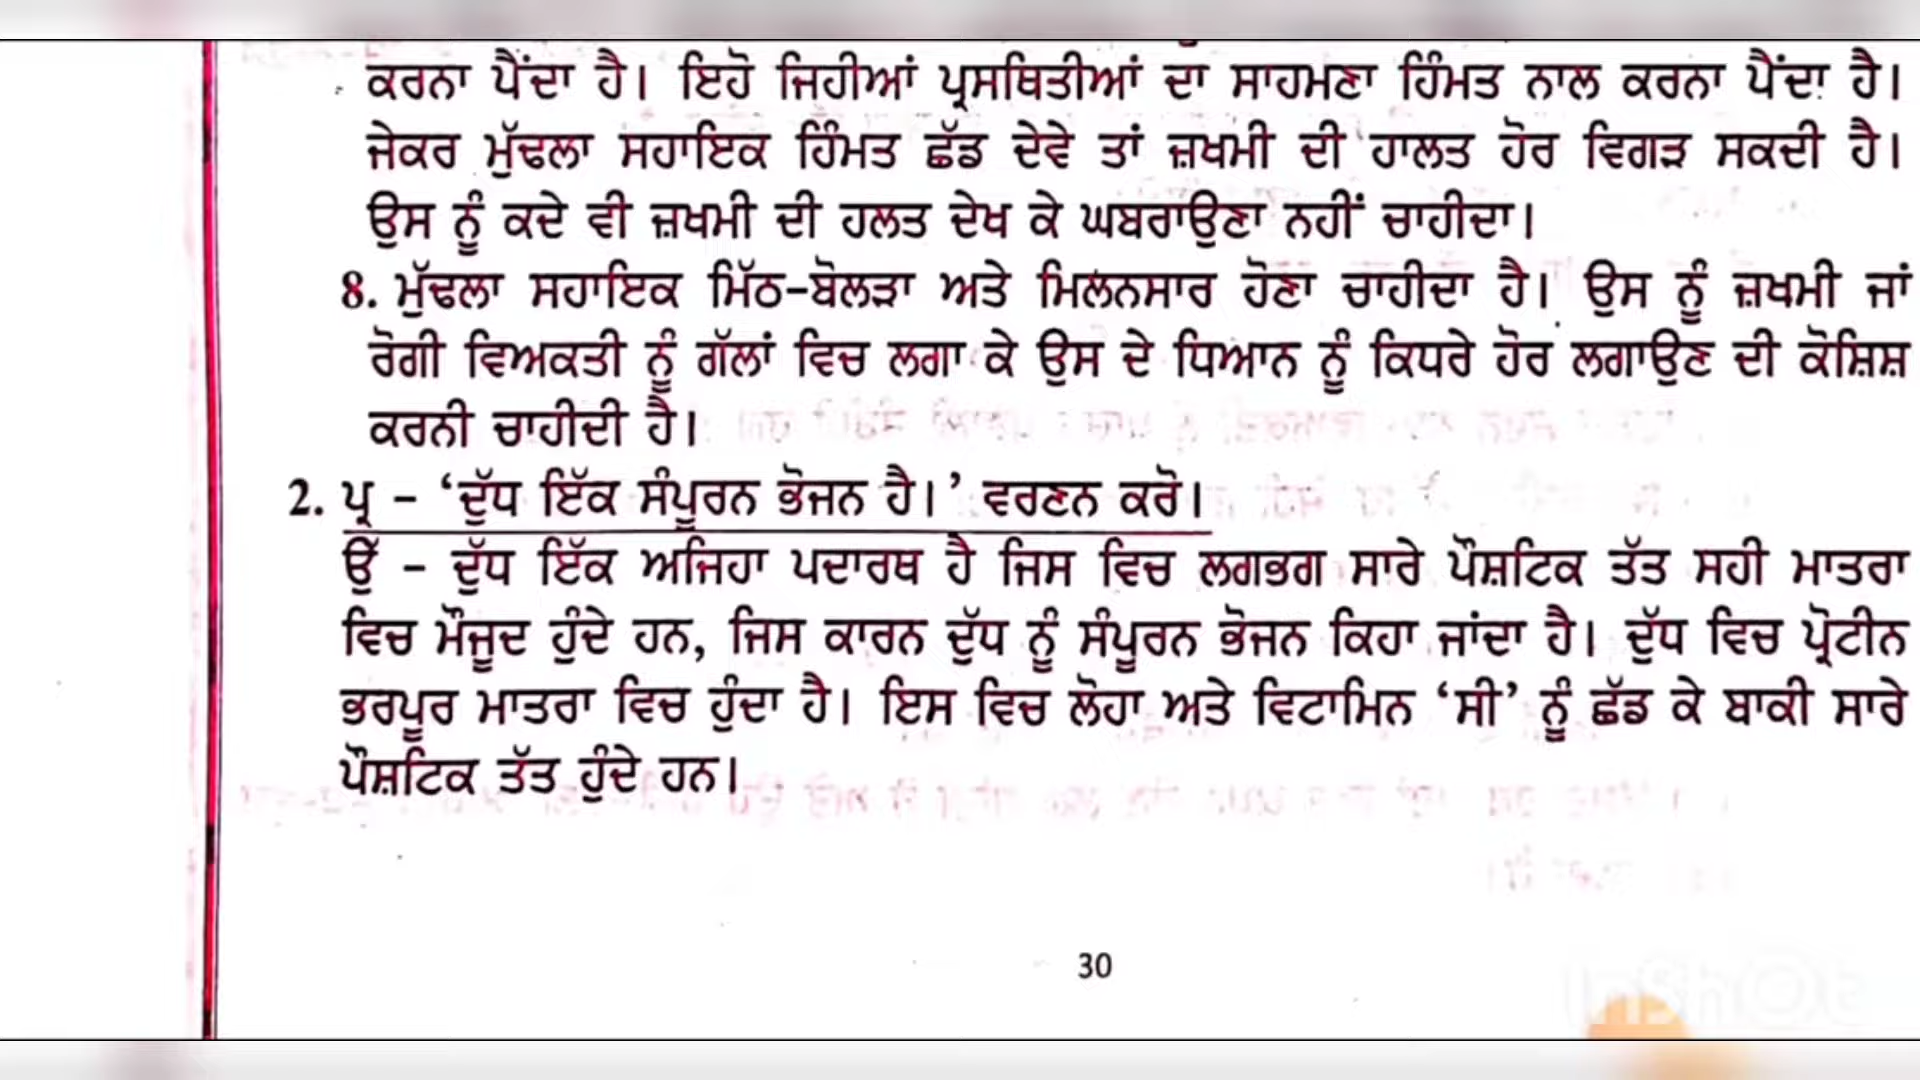 ਕਰਨਾ ਪੈਂਦਾ ਹੈ। ਇਹੋ ਜਿਹੀਆਂ ਪ੍ਰਸਥਿਤੀਆਂ ਦਾ ਸਾਹਮਣਾ ਹਿੰਮਤ ਨਾਲ ਕਰਨਾ ਪੈਂਦਾ ਹੈ।
ਜੇਕਰ ਮੁੱਢਲਾ ਸਹਾਇਕ ਹਿੰਮਤ ਛੱਡ ਦੇਵੇ ਤਾਂ ਜ਼ਖਮੀ ਦੀ ਹਾਲਤ ਹੋਰ ਵਿਗੜ ਸਕਦੀ ਹੈ।
ਉਸ ਨੂੰ ਕਦੇ ਵੀ ਜ਼ਖਮੀ ਦੀ ਹਲਤ ਦੇਖ ਕੇ ਘਬਰਾਉਣਾ ਨਹੀਂ ਚਾਹੀਦਾ।
8. ਮੁੱਢਲਾ ਸਹਾਇਕ ਮਿੱਠ-ਬੋਲੜਾ ਅਤੇ ਮਿਲਨਸਾਰ ਹੋਣਾ ਚਾਹੀਦਾ ਹੈ। ਉਸ ਨੂੰ ਜ਼ਖਮੀ ਜਾਂ
ਰੋਗੀ ਵਿਅਕਤੀ ਨੂੰ ਗੱਲਾਂ ਵਿਚ ਲਗਾ ਕੇ ਉਸ ਦੇ ਧਿਆਨ ਨੂੰ ਕਿਧਰੇ ਹੋਰ ਲਗਾਉਣ ਦੀ ਕੋਸ਼ਿਸ਼
ਕਰਨੀ ਚਾਹੀਦੀ ਹੈ।
2. ਪ੍ਰ - ‘ਦੁੱਧ ਇੱਕ ਸੰਪੂਰਨ ਭੋਜਨ ਹੈ।’ ਵਰਣਨ ਕਰੋ।
ਉੱ - ਦੁੱਧ ਇੱਕ ਅਜਿਹਾ ਪਦਾਰਥ ਹੈ ਜਿਸ ਵਿਚ ਲਗਭਗ ਸਾਰੇ ਪੌਸ਼ਟਿਕ ਤੱਤ ਸਹੀ ਮਾਤਰਾ
ਵਿਚ ਮੌਜੂਦ ਹੁੰਦੇ ਹਨ, ਜਿਸ ਕਾਰਨ ਦੁੱਧ ਨੂੰ ਸੰਪੂਰਨ ਭੋਜਨ ਕਿਹਾ ਜਾਂਦਾ ਹੈ। ਦੁੱਧ ਵਿਚ ਪ੍ਰੋਟੀਨ
ਭਰਪੂਰ ਮਾਤਰਾ ਵਿਚ ਹੁੰਦਾ ਹੈ। ਇਸ ਵਿਚ ਲੋਹਾ ਅਤੇ ਵਿਟਾਮਿਨ ‘ਸੀ’ ਨੂੰ ਛੱਡ ਕੇ ਬਾਕੀ ਸਾਰੇ
ਪੌਸ਼ਟਿਕ ਤੱਤ ਹੁੰਦੇ ਹਨ।
30
InShOt